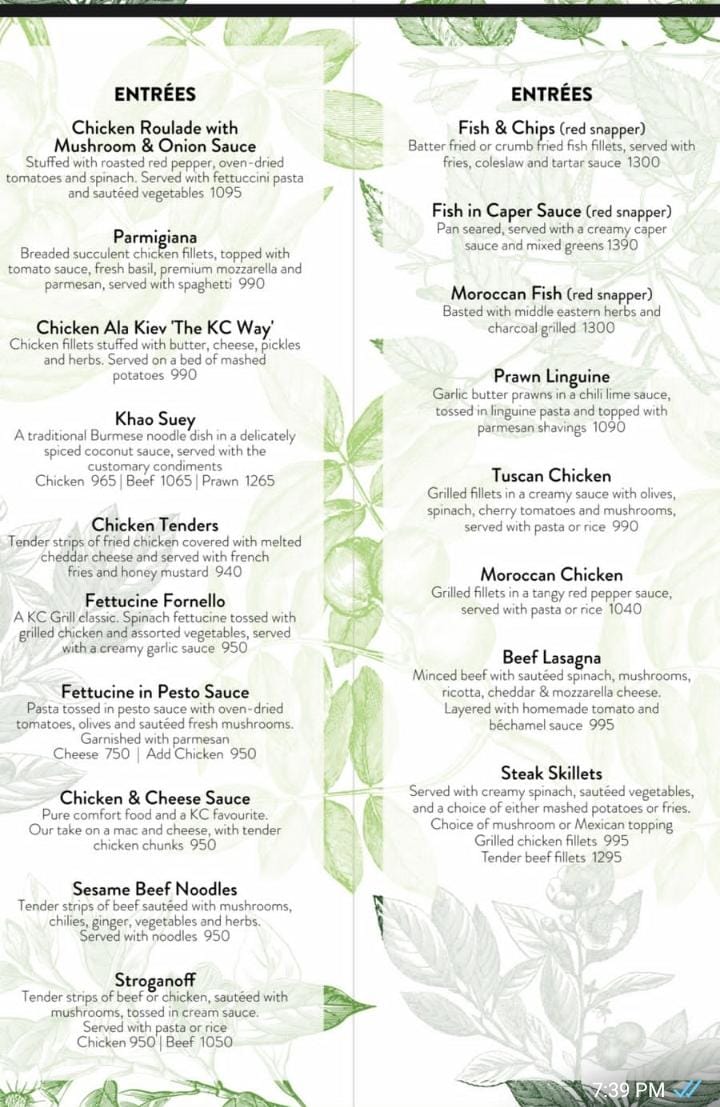 ENTRÉES
Chicken Roulade with
Mushroom & Onion Sauce
Stuffed with roasted red pepper, oven-dried
tomatoes and spinach. Served with fettuccini pasta
and sautéed vegetables 1095
Parmigiana
Breaded succulent chicken fillets, topped with
tomato sauce, fresh basil, premium mozzarella and
parmesan, served with spaghetti 990
Chicken Ala Kiev 'The KC Way'
Chicken fillets stuffed with butter, cheese, pickles
and herbs. Served on a bed of mashed
potatoes 990
Khao Suey
A traditional Burmese noodle dish in a delicately
spiced coconut sauce, served with the
customary condiments
Chicken 965 | Beef 1065 | Prawn 1265
Chicken Tenders
Tender strips of fried chicken covered with melted
cheddar cheese and served with french
fries and honey mustard 940
Fettucine Fornello
A KC Grill classic. Spinach fettucine tossed with
grilled chicken and assorted vegetables, served
with a creamy garlic sauce 950
Fettucine in Pesto Sauce
Pasta tossed in pesto sauce with oven-dried
tomatoes, olives and sautéed fresh mushrooms.
Garnished with parmesan
Cheese 750 | Add Chicken 950
Chicken & Cheese Sauce
Pure comfort food and a KC favourite.
Our take on a mac and cheese, with tender
chicken chunks 950
Sesame Beef Noodles
Tender strips of beef sautéed with mushrooms,
chilies, ginger, vegetables and herbs.
Served with noodles 950
Stroganoff
Tender strips of beef or chicken, sautéed with
mushrooms, tossed in cream sauce.
Served with pasta or rice
Chicken 950 | Beef 1050
ENTRÉES
Fish & Chips (red snapper)
Batter fried or crumb fried fish fillets, served with
fries, coleslaw and tartar sauce 1300
Fish in Caper Sauce (red snapper)
Pan seared, served with a creamy caper
sauce and mixed greens 1390
Moroccan Fish (red snapper)
Basted with middle eastern herbs and
charcoal grilled 1300
Prawn Linguine
Garlic butter prawns in a chili lime sauce,
tossed in linguine pasta and topped with
parmesan shavings 1090
Tuscan Chicken
Grilled fillets in a creamy sauce with olives,
spinach, cherry tomatoes and mushrooms,
served with pasta or rice 990
Moroccan Chicken
Grilled fillets in a tangy red pepper sauce,
served with pasta or rice 1040
Beef Lasagna
Minced beef with sautéed spinach, mushrooms,
ricotta, cheddar & mozzarella cheese.
Layered with homemade tomato and
béchamel sauce 995
Steak Skillets
Served with creamy spinach, sautéed vegetables,
and a choice of either mashed potatoes or fries.
Choice of mushroom or Mexican topping
Grilled chicken fillets 995
Tender beef fillets 1295
7:39 PM